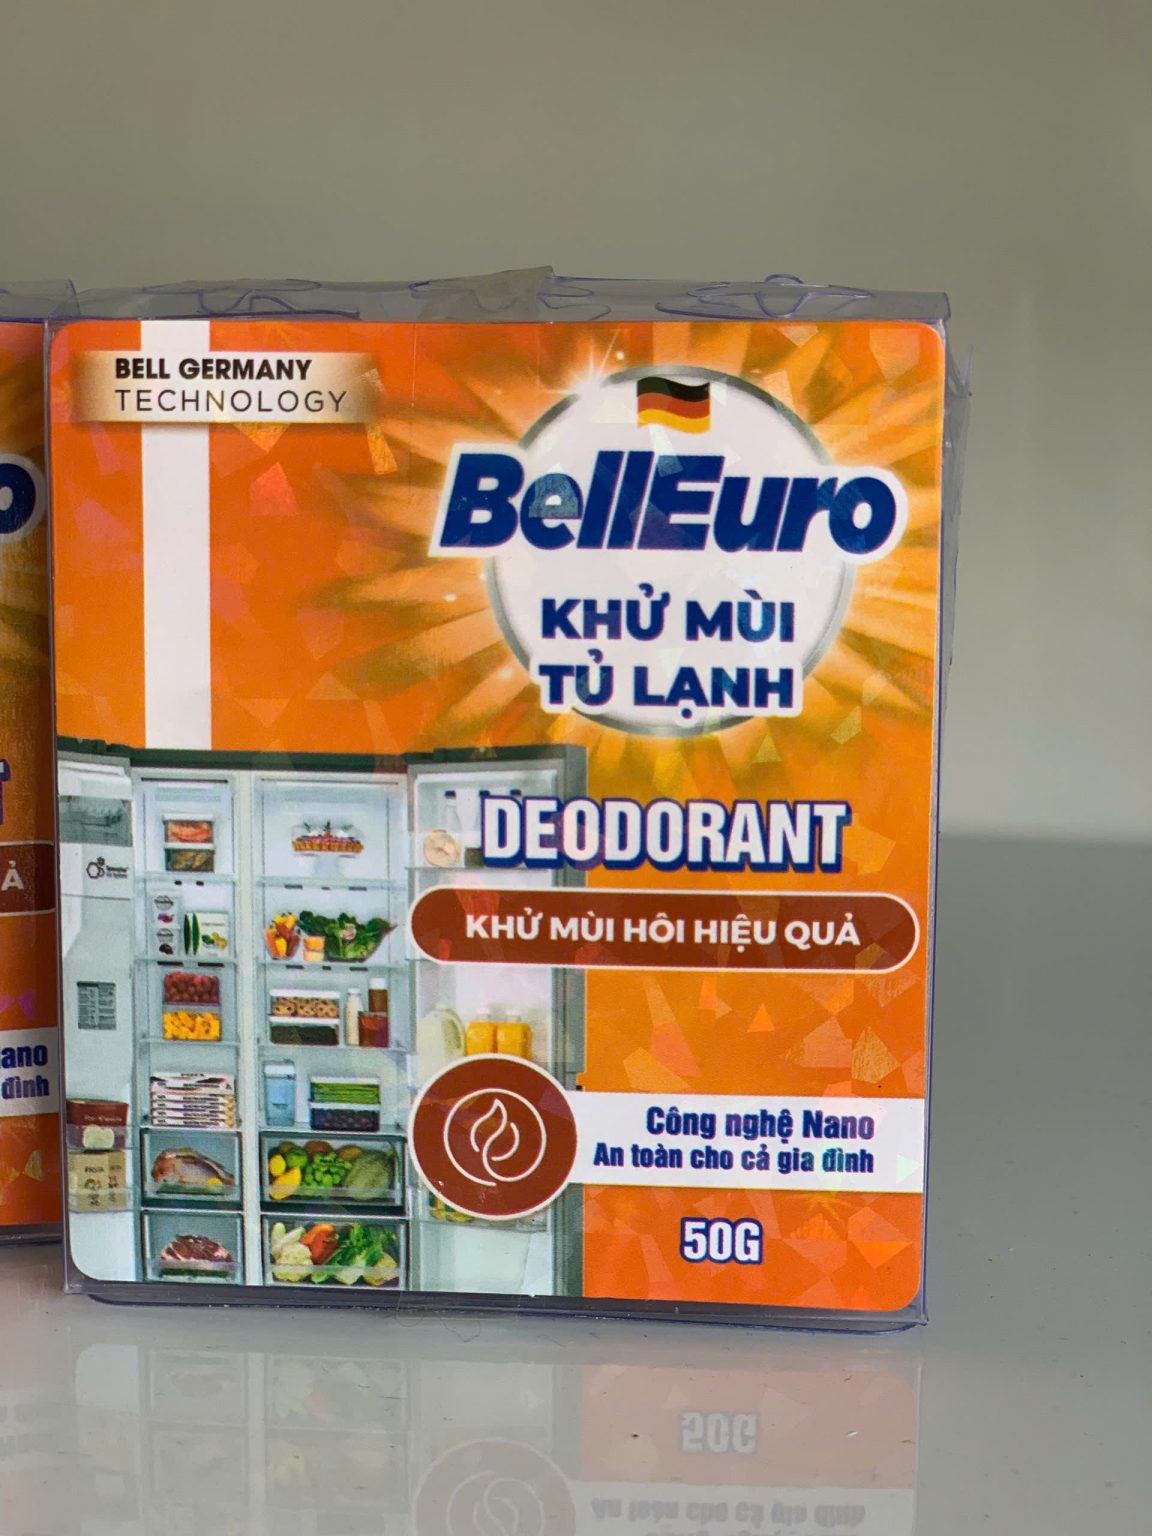 BELL GERMANY
TECHNOLOGY
BellEuro
KHỬ MÙI
TỦ LẠNH
DEODORANT
KHỬ MÙI HÔI HIỆU QUẢ
Công nghệ Nano
An toàn cho cả gia đình
50G
đình